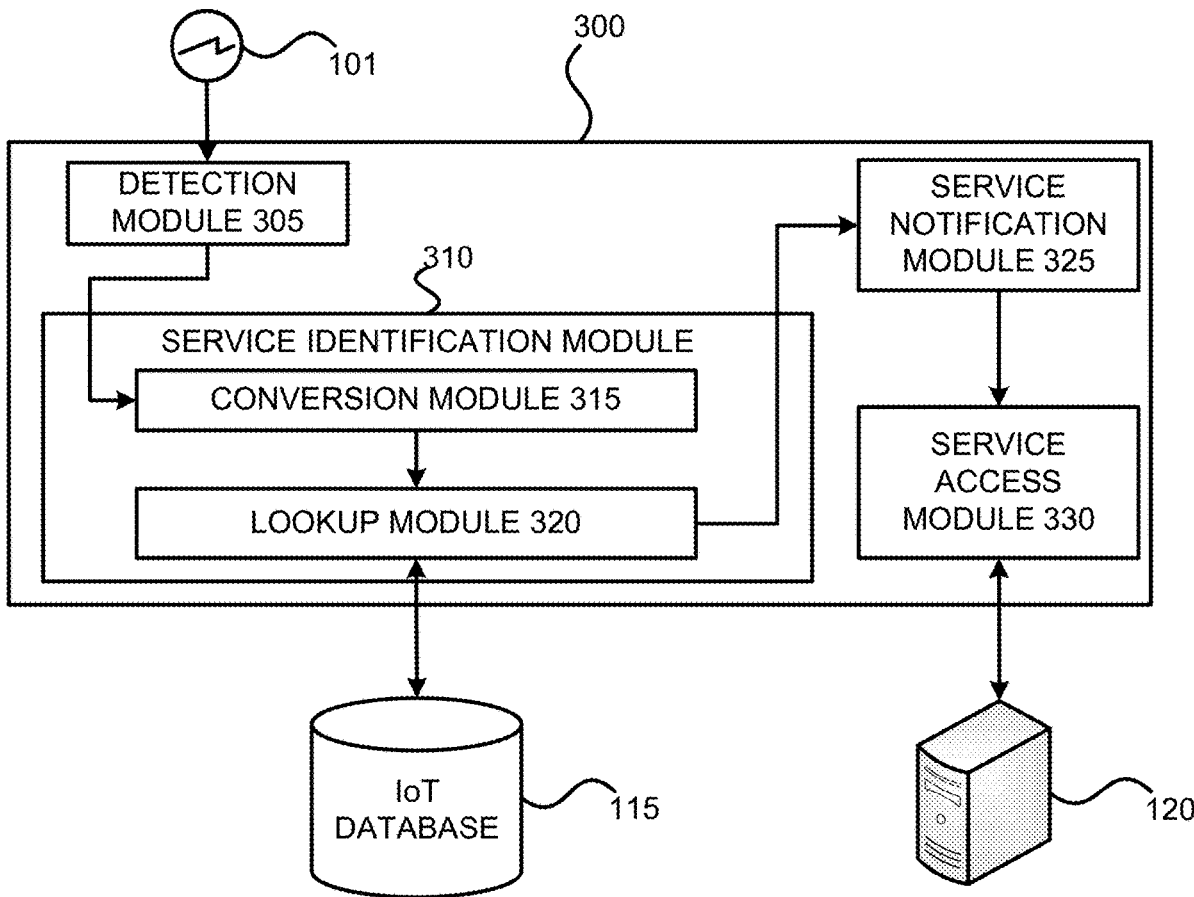 300
101
DETECTION
MODULE 305
SERVICE
NOTIFICATION
MODULE 325
310
SERVICE IDENTIFICATION MODULE
CONVERSION MODULE 315
LOOKUP MODULE 320
SERVICE
ACCESS
MODULE 330
IoT
DATABASE
115
120